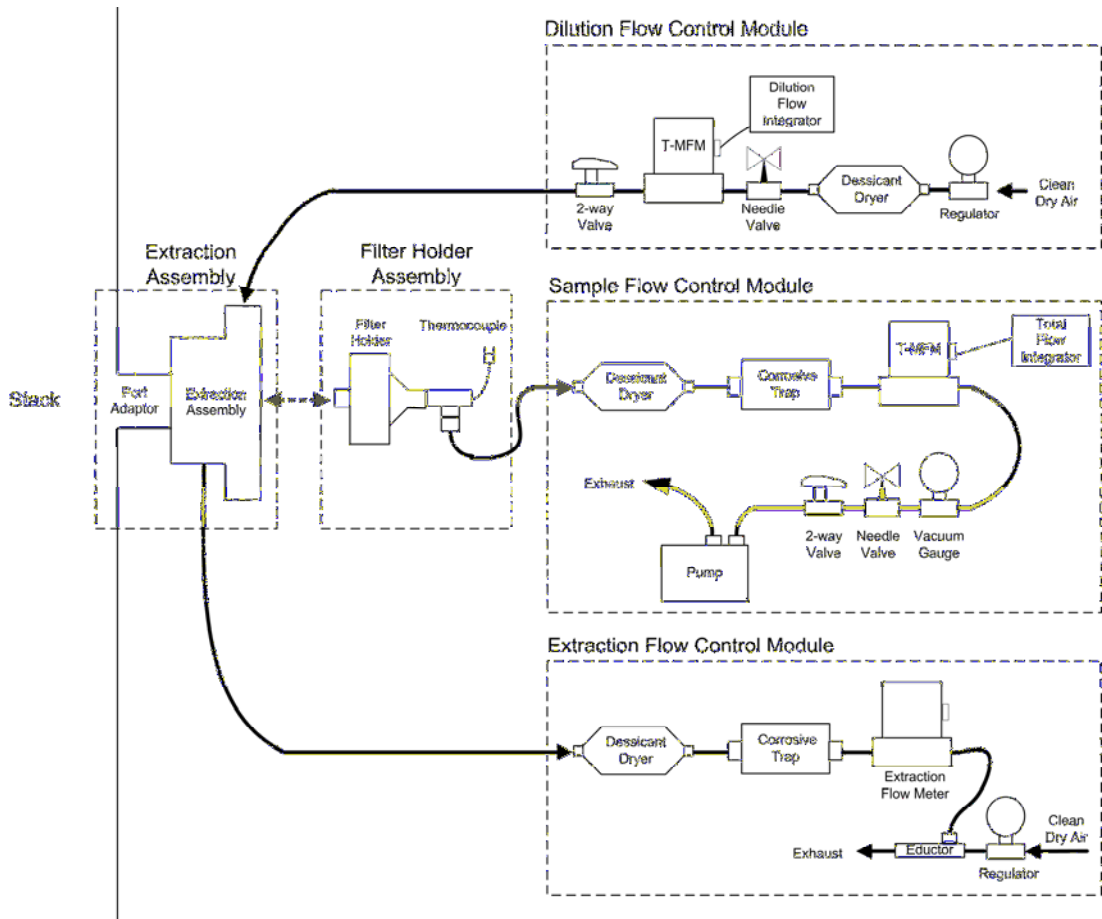 Dilution Flow Control Module
Dilution
Flow
Integrator
T-MFM
2-way
Valve
Needle
Valve
Dessicant
Dryer
Regulator
Clean
Dry Air
Extraction
Assembly
Filter Holder
Assembly
Sample Flow Control Module
Stack
Port
Adaptor
Extraction
Assembly
Filter
Holder
Thermocouple
Dessicant
Dryer
Corrosive
Trap
T-MFM
Total
Flow
Integrator
Exhaust
Pump
2-way
Valve
Needle
Valve
Vacuum
Gauge
Extraction Flow Control Module
Dessicant
Dryer
Corrosive
Trap
Extraction
Flow Meter
Exhaust
Eductor
Regulator
Clean
Dry Air